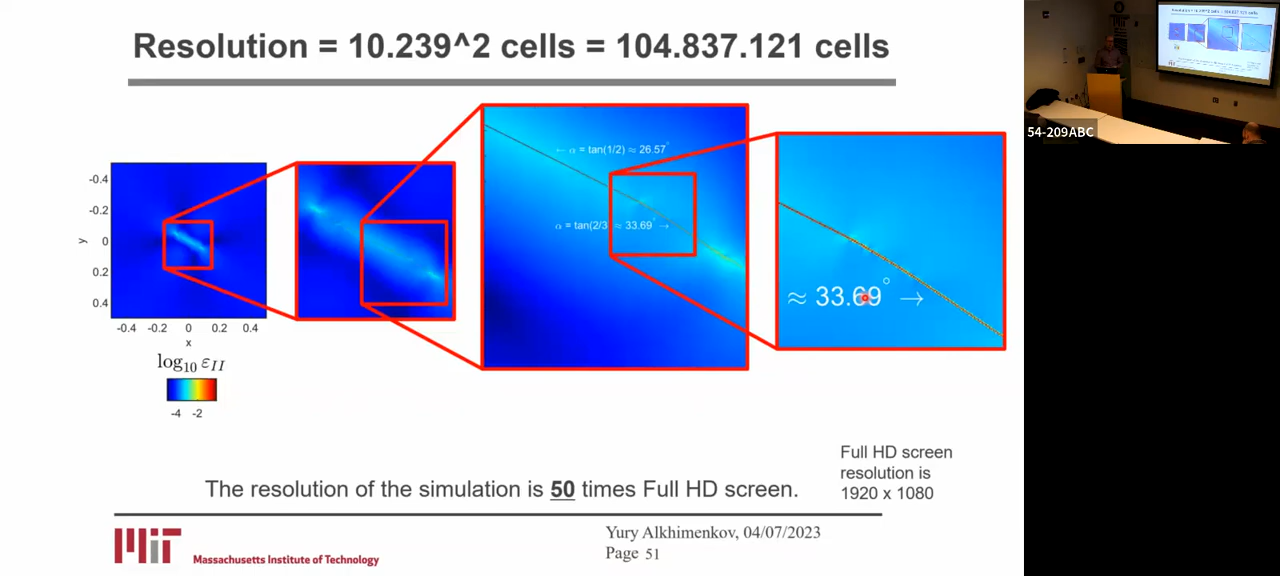 Resolution = 10.239^2 cells = 104.837.121 cells
54-209ABC
← α = tan(1/2) ≈ 26.57°
α = tan(2/3 ≈ 33.69° →
≈ 33.69° →
-0.4
-0.2
y
0
0.2
0.4
-0.4 -0.2 0 0.2 0.4
x
log₁₀ εII
-4 -2
Full HD screen
resolution is
1920 x 1080
The resolution of the simulation is 50 times Full HD screen.
Yury Alkhimenkov, 04/07/2023
Page 51
MIT
Massachusetts Institute of Technology